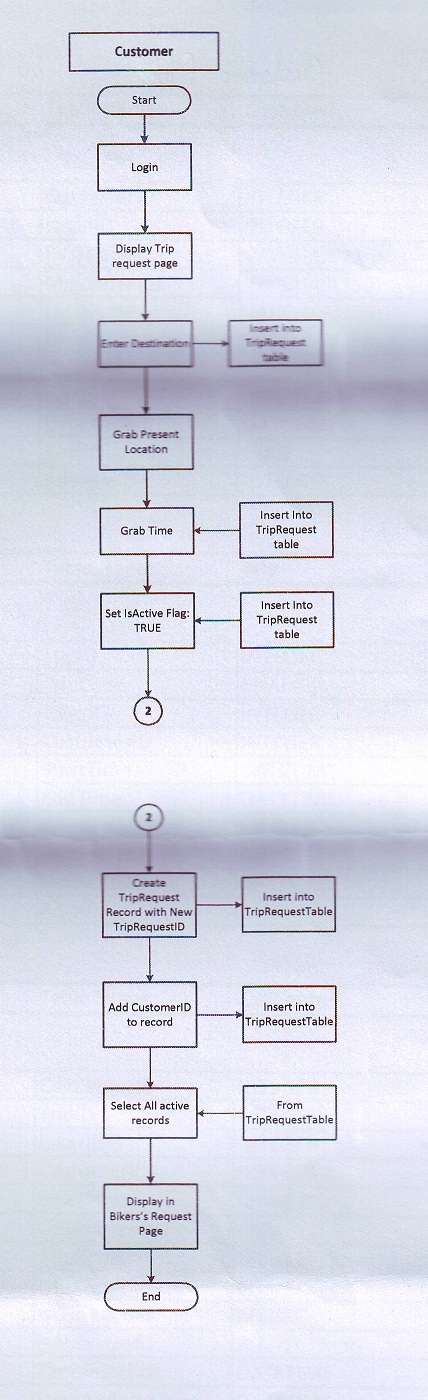 Customer
Start
Login
Display Trip
request page
Enter Destination
Insert into
TripRequest
table
Grab Present
Location
Grab Time
Insert Into
TripRequest
table
Set IsActive Flag:
TRUE
Insert Into
TripRequest
table
2
2
Create
TripRequest
Record with New
TripRequestID
Insert into
TripRequestTable
Add CustomerID
to record
Insert into
TripRequestTable
Select All active
records
From
TripRequestTable
Display in
Bikers's Request
Page
End